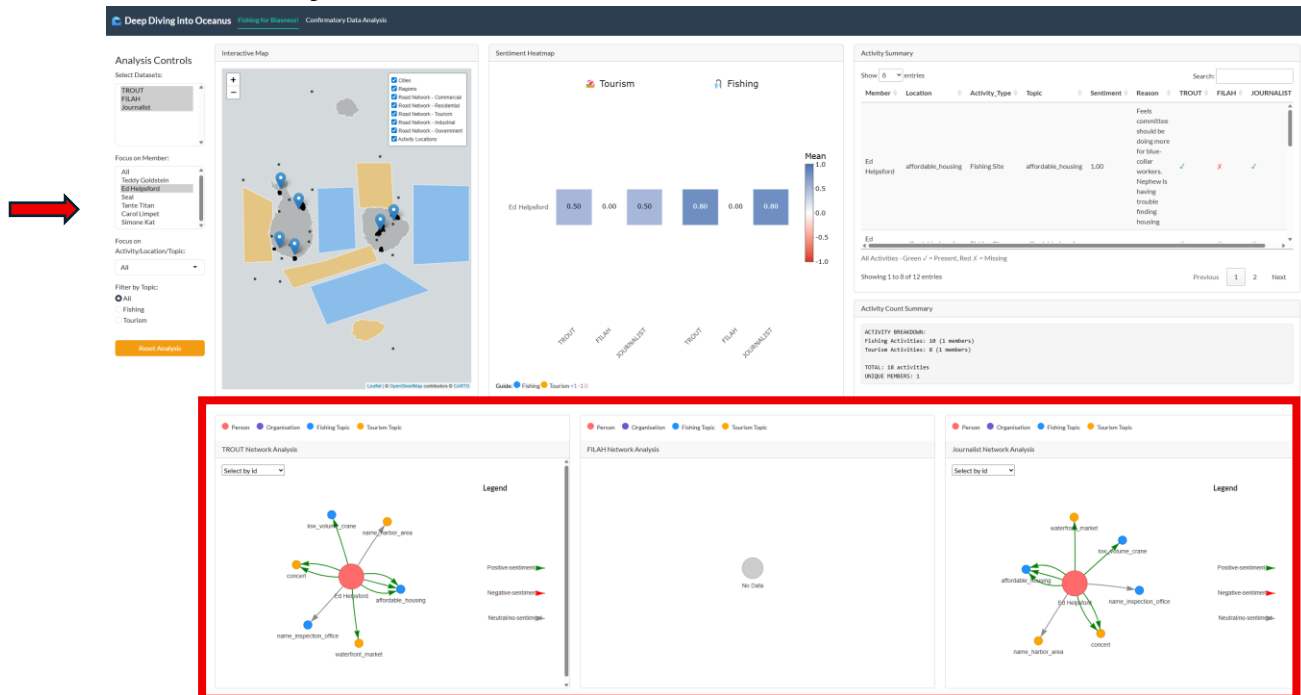 Deep Diving into Oceanus Fishing for Biasness! Confirmatory Data Analysis
Analysis Controls
Select Datasets:
TROUT
FILAH
Journalist
Focus on Member:
All
Teddy Goldstein
Ed Helpsford
Seal
Tante Titan
Carol Limpet
Simone Kat
Focus on
Activity/Location/Topic:
All
Filter by Topic:
All
Fishing
Tourism
Reset Analysis
Interactive Map
+
−
Cities
Regions
Road Network - Commercial
Road Network - Residential
Road Network - Tourism
Road Network - Industrial
Road Network - Government
Activity Locations
Leaflet | © OpenStreetMap contributors © CARTO
Sentiment Heatmap
Tourism Fishing
Mean
1.0
0.5
0.0
-0.5
-1.0
Ed Helpsford 0.50 0.00 0.50 0.80 0.00 0.80
TROUT FILAH JOURNALIST TROUT FILAH JOURNALIST
Guide: Fishing Tourism +1 -1 0
Activity Summary
Show 8 entries
Search:
Member Location Activity_Type Topic Sentiment Reason TROUT FILAH JOURNALIST
Ed Helpsford affordable_housing Fishing Site affordable_housing 1.00
Feels
committee
should be
doing more
for blue-
collar
workers.
Nephew is
having
trouble
finding
housing
✓ X ✓
Ed
All Activities - Green ✓ = Present, Red X = Missing
Showing 1 to 8 of 12 entries
Previous 1 2 Next
Activity Count Summary
ACTIVITY BREAKDOWN:
Fishing Activities: 10 (1 members)
Tourism Activities: 8 (1 members)
TOTAL: 18 activities
UNIQUE MEMBERS: 1
Person Organisation Fishing Topic Tourism Topic
TROUT Network Analysis
Select by id
Legend
low_volume_crane
name_harbor_area
concert
Ed Helpsford
affordable_housing
name_inspection_office
waterfront_market
Positive sentiment
Negative sentiment
Neutral/no sentiment
Person Organisation Fishing Topic Tourism Topic
FILAH Network Analysis
No Data
Person Organisation Fishing Topic Tourism Topic
Journalist Network Analysis
Select by id
Legend
waterfront_market
low_volume_crane
affordable_housing
Ed Helpsford
name_inspection_office
name_harbor_area
concert
Positive sentiment
Negative sentiment
Neutral/no sentiment